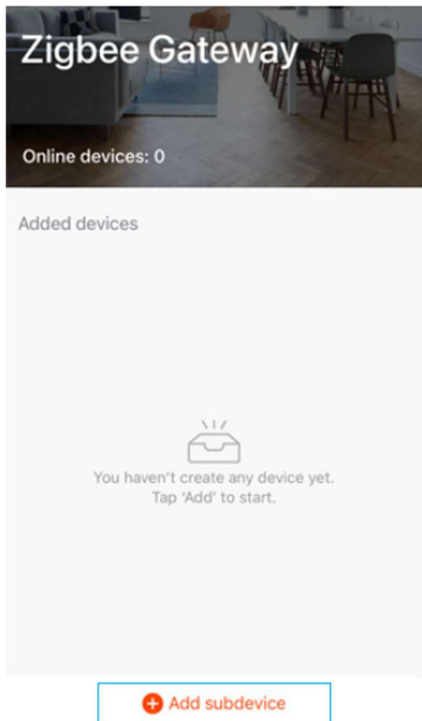 Zigbee Gateway
Online devices: 0
Added devices
You haven't create any device yet.
Tap 'Add' to start.
Add subdevice